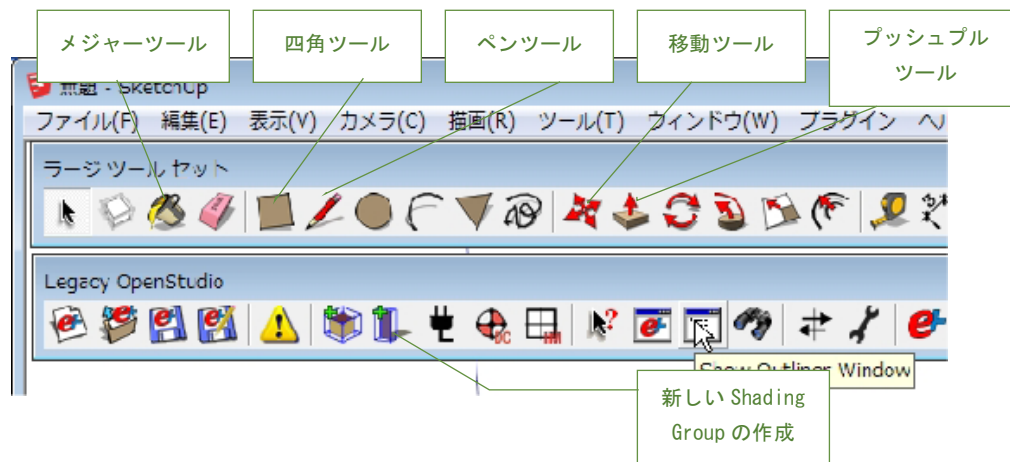 メジャーツール
四角ツール
ペンツール
移動ツール
プッシュプル
ツール
無題 - SketchUp
ファイル(F) 編集(E) 表示(V) カメラ(C) 描画(R) ツール(T) ウィンドウ(W) プラグイン ヘル
ラージ ツール セット
Legacy OpenStudio
Show Outliner Window
新しい Shading
Group の作成